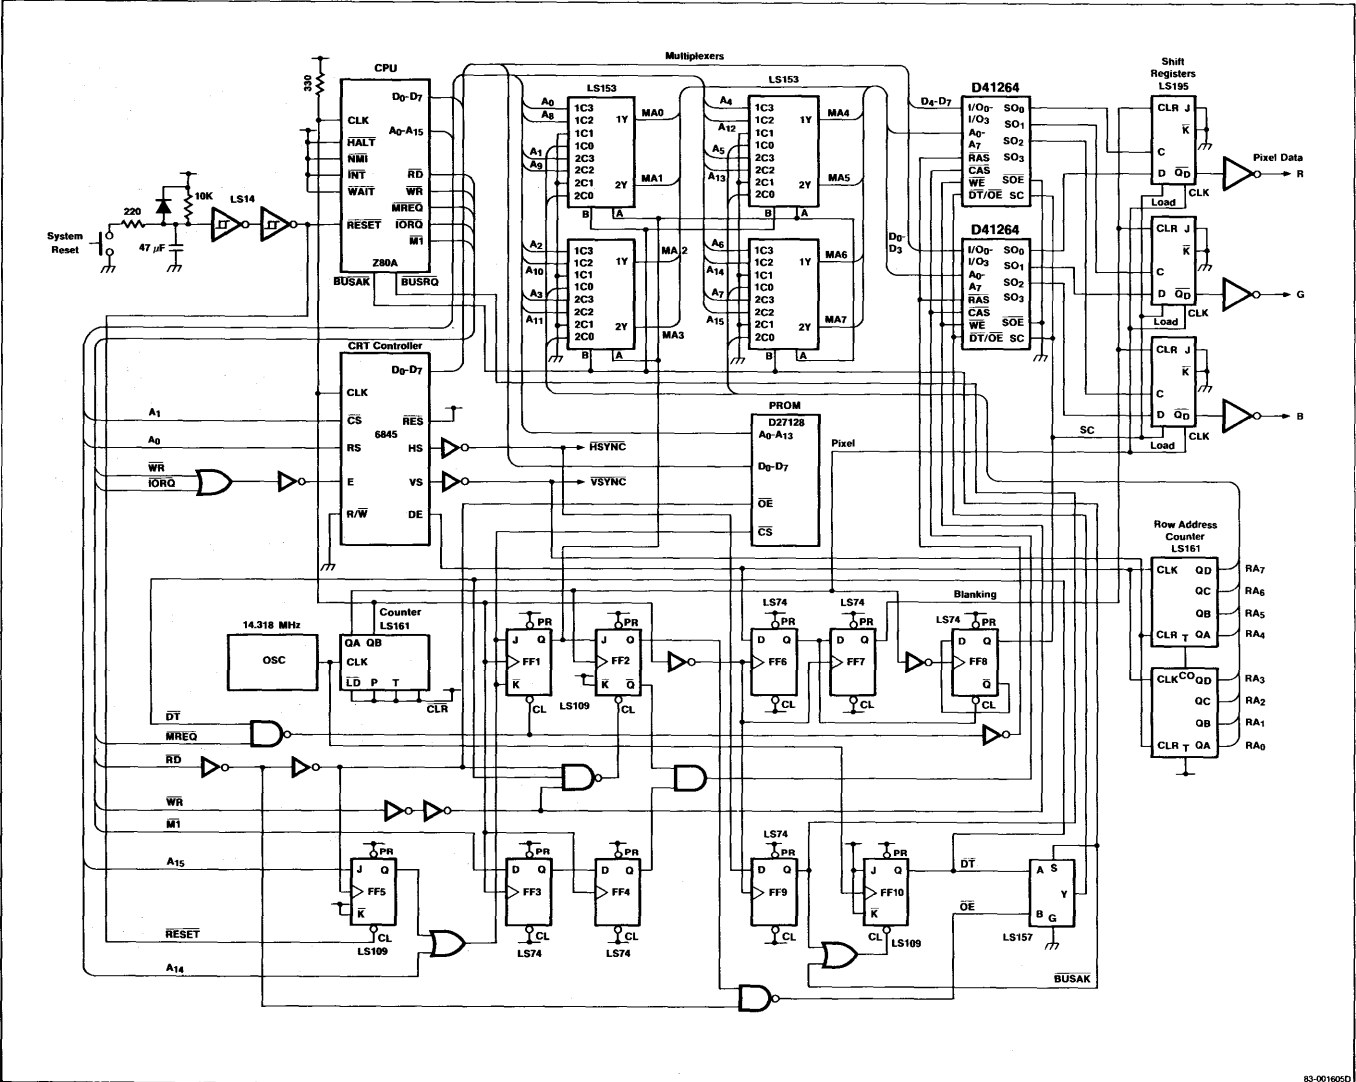 Multiplexers
CPU
330
D0-D7
CLK
A0-A15
HALT
NMI
INT
WAIT
RD
WR
MREQ
IORQ
M1
RESET
Z80A
BUSAK
BUSRQ
220
10K
LS14
47 µF
System
Reset
LS153
A0
A8
A1
A9
1C3
1C2
1C1
1C0
2C3
2C2
2C1
2C0
1Y
2Y
B
A
MA0
MA1
A4
A12
A5
A13
1C3
1C2
1C1
1C0
2C3
2C2
2C1
2C0
1Y
2Y
B
A
MA4
MA5
LS153
A2
A10
A3
A11
1C3
1C2
1C1
1C0
2C3
2C2
2C1
2C0
1Y
2Y
B
A
MA2
MA3
A6
A14
A7
A15
1C3
1C2
1C1
1C0
2C3
2C2
2C1
2C0
1Y
2Y
B
A
MA6
MA7
D41264
D4-D7
I/O0-
I/O3
A0-
A7
RAS
CAS
WE
DT/OE
SO0
SO1
SO2
SO3
SOE
SC
D41264
D0-
D3
I/O0-
I/O3
A0-
A7
RAS
CAS
WE
DT/OE
SO0
SO1
SO2
SO3
SOE
SC
Shift
Registers
LS195
CLR
J
K
C
D
QD
Load
CLK
Pixel Data
R
CLR
J
K
C
D
QD
Load
CLK
G
CLR
J
K
C
D
QD
Load
CLK
B
SC
Pixel
CRT Controller
D0-D7
CLK
CS
RES
6845
RS
HS
E
VS
R/W
DE
A1
A0
WR
IORQ
HSYNC
VSYNC
PROM
D27128
A0-A13
D0-D7
OE
CS
Row Address
Counter
LS161
CLK
QD
QC
QB
CLR
T
QA
RA7
RA6
RA5
RA4
CLK
CO
QD
QC
QB
CLR
T
QA
RA3
RA2
RA1
RA0
14.318 MHz
OSC
Counter
LS161
QA
QB
CLK
LD
P
T
CLR
PR
J
Q
FF1
K
CL
PR
J
Q
FF2
K
Q
CL
LS109
LS74
PR
D
Q
FF6
CL
LS74
PR
D
Q
FF7
CL
Blanking
LS74
PR
D
Q
FF8
Q
CL
DT
MREQ
RD
WR
M1
A15
RESET
A14
PR
J
Q
FF5
K
CL
LS109
PR
D
Q
FF3
CL
LS74
PR
D
Q
FF4
CL
LS74
LS74
PR
D
Q
FF9
CL
PR
J
Q
FF10
K
CL
LS109
DT
OE
A
S
Y
B
G
LS157
BUSAK
83-001605D